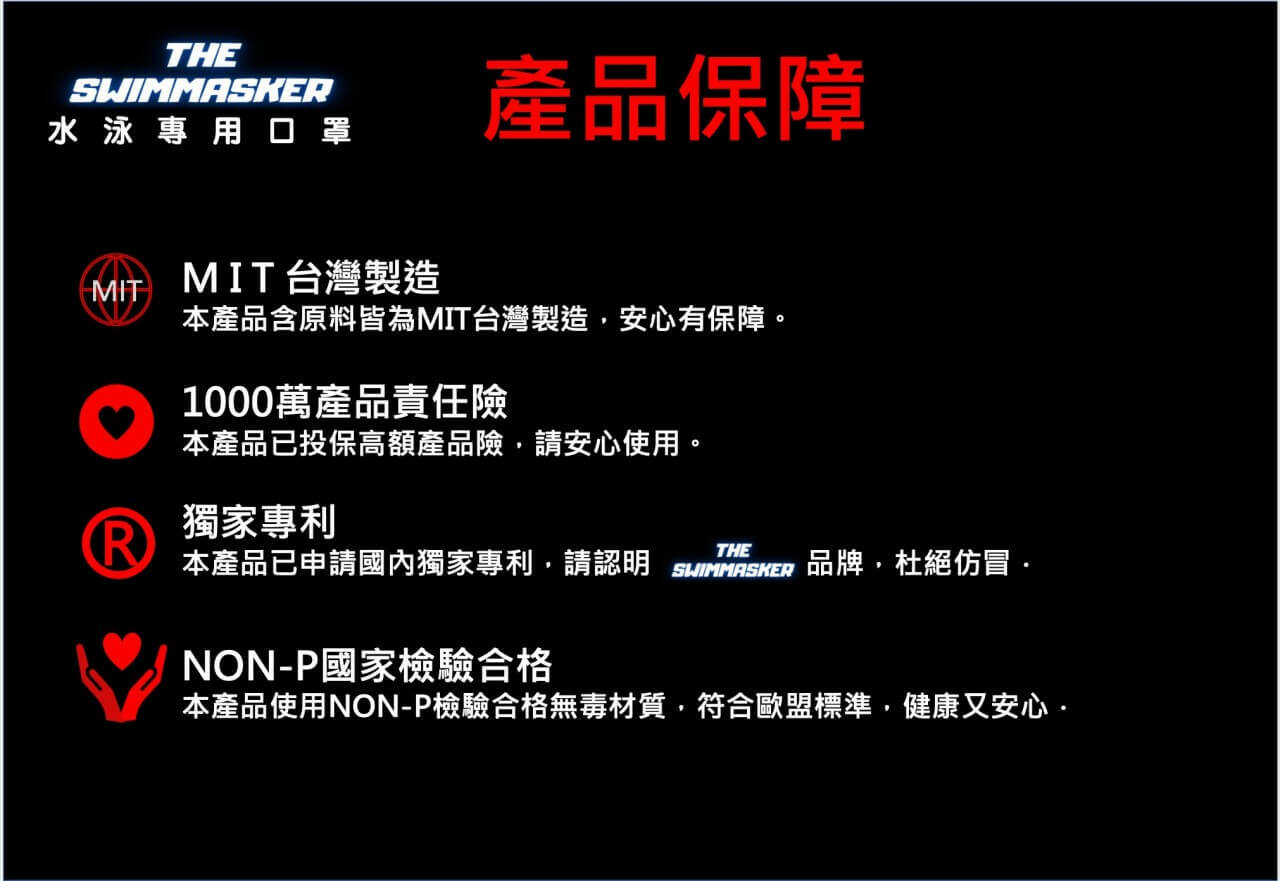 THE
SWIMMASKER
水泳專用口罩
產品保障
MIT
MIT台灣製造
本產品含原料皆為MIT台灣製造，安心有保障。
1000萬產品責任險
本產品已投保高額產品險，請安心使用。
®
獨家專利
本產品已申請國內獨家專利，請認明 THE SWIMMASKER 品牌，杜絕仿冒．
NON-P國家檢驗合格
本產品使用NON-P檢驗合格無毒材質，符合歐盟標準，健康又安心．